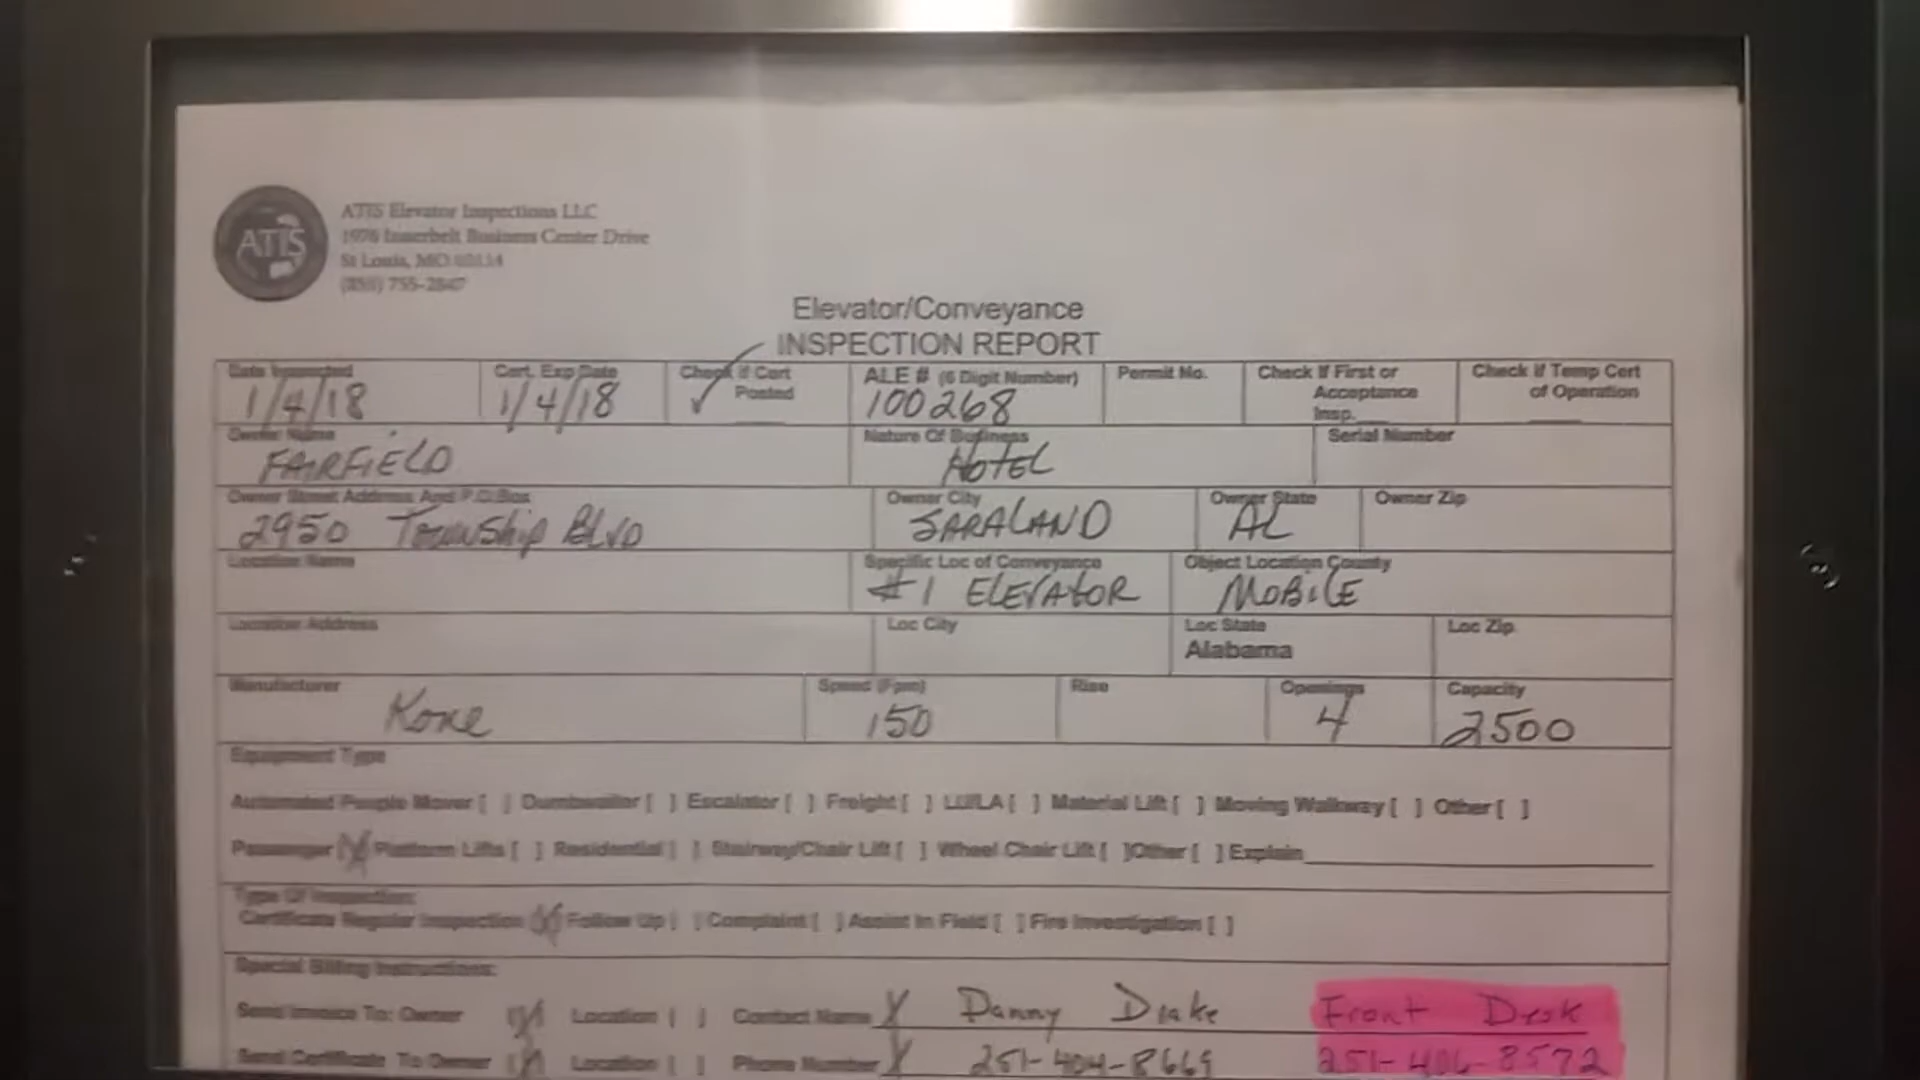 ATIS
ATIS Elevator Inspections LLC
1976 Innerbelt Business Center Drive
St Louis, MO
755-2847
Elevator/Conveyance
INSPECTION REPORT
Date Inspected Cert. Exp Date Check if Cert Posted ALE # (6 Digit Number) Permit No. Check If First or Acceptance Insp. Check If Temp Cert of Operation
1/4/18 1/4/18 100268
Owner Name Nature Of Business Serial Number
FAIRFIELD HOTEL
Owner Street Address And P.O.Box Owner City Owner State Owner Zip
2950 Township Blvd SARALAND AL
Location Name Specific Loc of Conveyance Object Location County
#1 ELEVATOR MOBILE
Location Address Loc City Loc State Loc Zip
Alabama
Manufacturer Speed (Fpm) Rise Openings Capacity
Kone 150 4 2500
Equipment Type
Automated People Mover [ ] Dumbwaiter [ ] Escalator [ ] Freight [ ] LU/LA [ ] Material Lift [ ] Moving Walkway [ ] Other [ ]
Passenger [X] Platform Lifts [ ] Residential [ ] Stairway/Chair Lift [ ] Wheel Chair Lift [ ]Other [ ] Explain
Type Of Inspection:
Certificate Regular Inspection [X] Follow Up [ ] Complaint [ ] Assist In Field [ ] Fire Investigation [ ]
Special Billing Instructions:
Send Invoice To: Owner [X] Location [ ] Contact Name X Danny Drake Front Desk
Send Certificate To Owner [X] Location [ ] Phone Number X 251-404-8669 251-406-8572